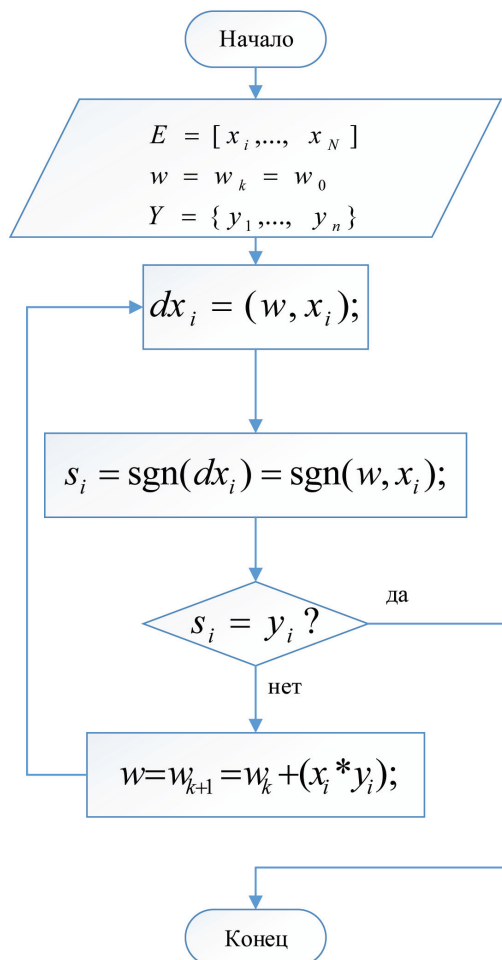 Начало
E = [ x_i ,..., x_N ]
w = w_k = w_0
Y = { y_1 ,..., y_n }
dx_i = (w, x_i);
s_i = sgn(dx_i) = sgn(w, x_i);
s_i = y_i ?
да
нет
w=w_{k+1}=w_k+(x_i*y_i);
Конец